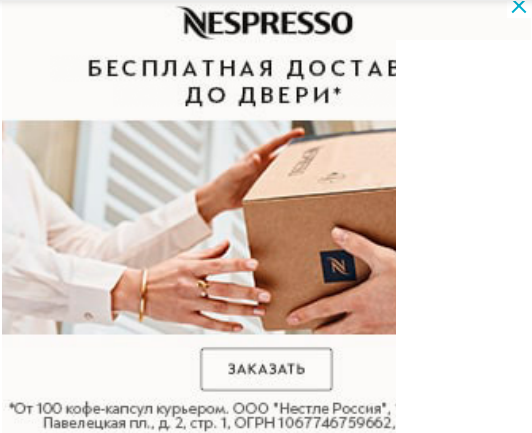 NESPRESSO
БЕСПЛАТНАЯ ДОСТАВ
ДО ДВЕРИ*
ЗАКАЗАТЬ
*От 100 кофе-капсул курьером. ООО "Нестле Россия",
Павелецкая пл., д. 2, стр. 1, ОГРН 1067746759662,